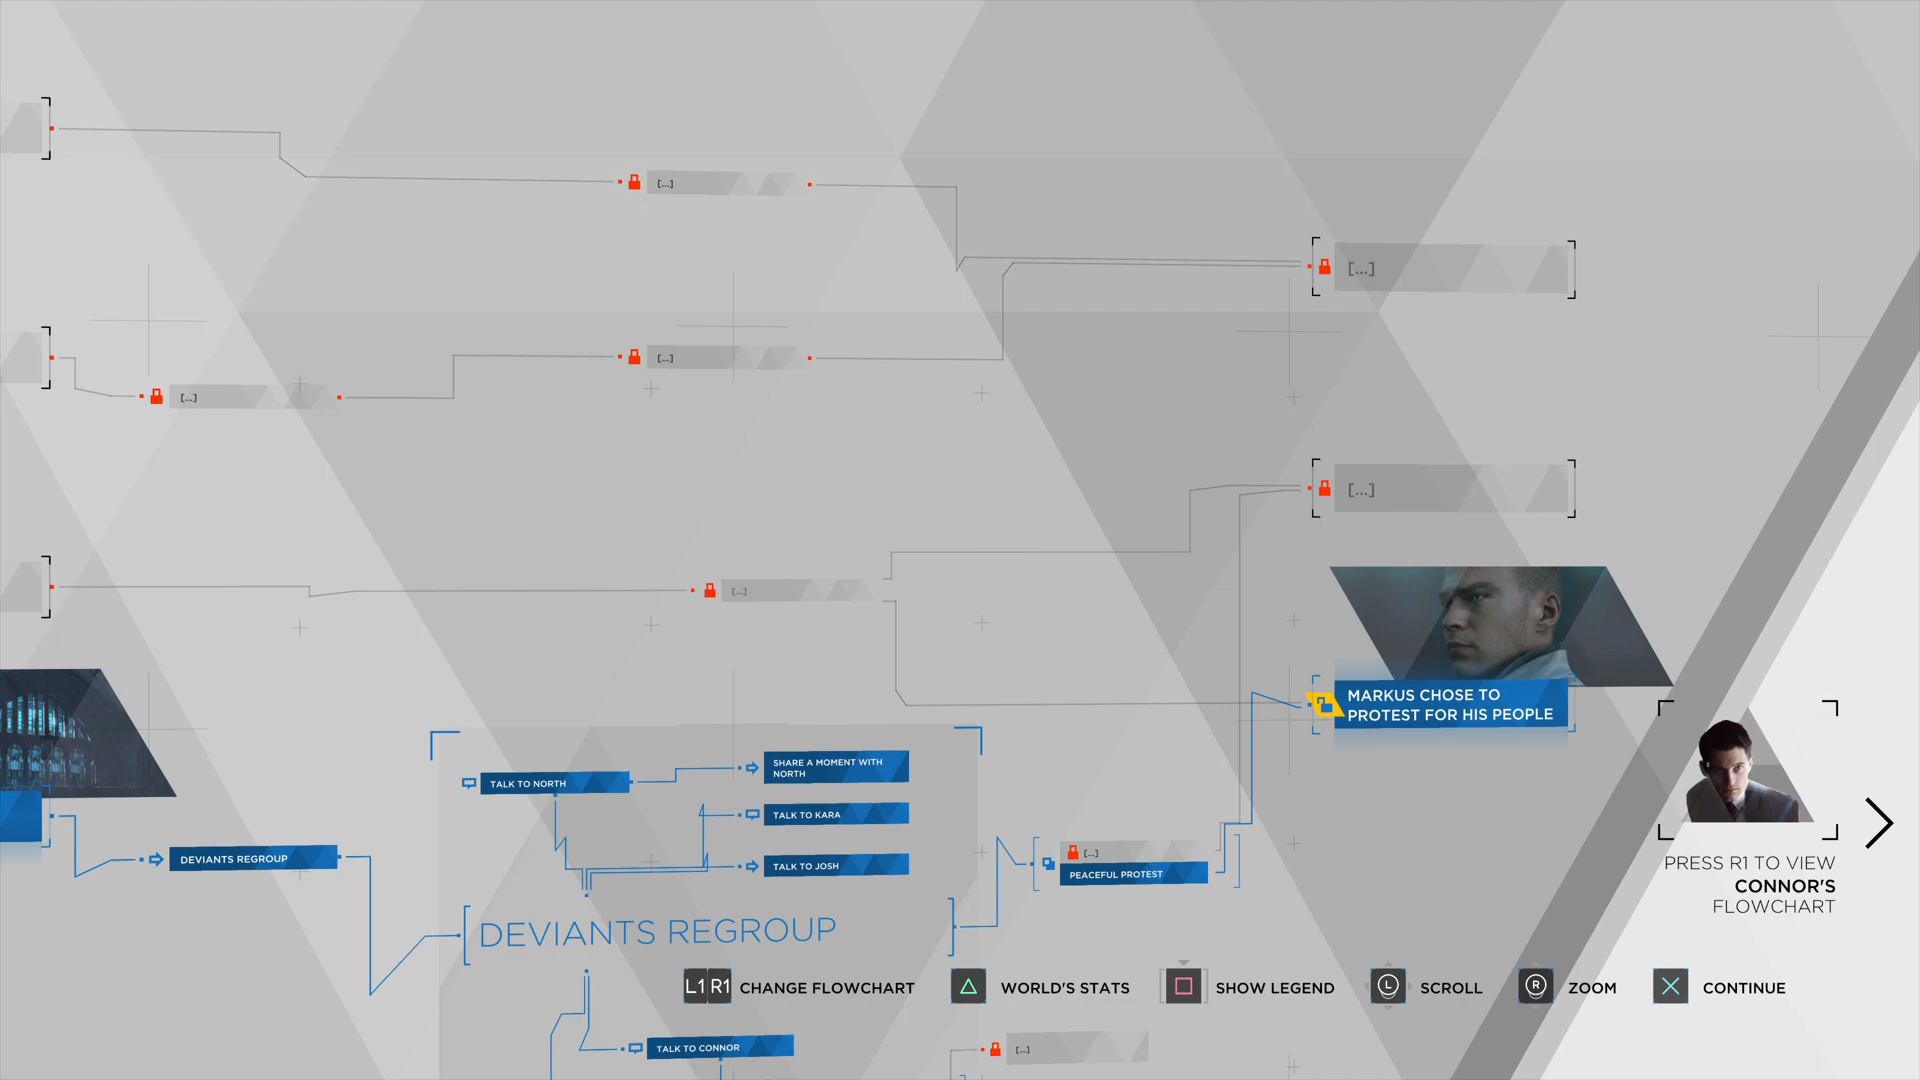 [...]
[...]
[...]
[...]
[...]
[...]
MARKUS CHOSE TO
PROTEST FOR HIS PEOPLE
TALK TO NORTH
SHARE A MOMENT WITH
NORTH
TALK TO KARA
DEVIANTS REGROUP
TALK TO JOSH
[...]
PEACEFUL PROTEST
PRESS R1 TO VIEW
CONNOR'S
FLOWCHART
DEVIANTS REGROUP
L1 R1 CHANGE FLOWCHART
WORLD'S STATS
SHOW LEGEND
L SCROLL
R ZOOM
CONTINUE
TALK TO CONNOR
[...]